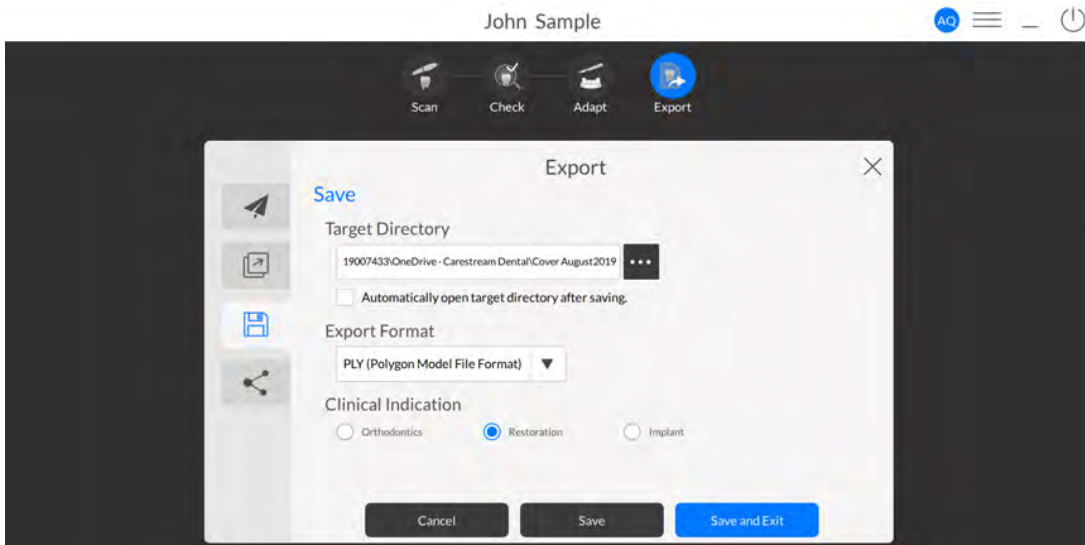 John Sample
AQ
Scan Check Adapt Export
Export
Save
Target Directory
19007433\OneDrive - Carestream Dental\Cover August2019
Automatically open target directory after saving.
Export Format
PLY (Polygon Model File Format)
Clinical Indication
Orthodontics Restoration Implant
Cancel Save Save and Exit